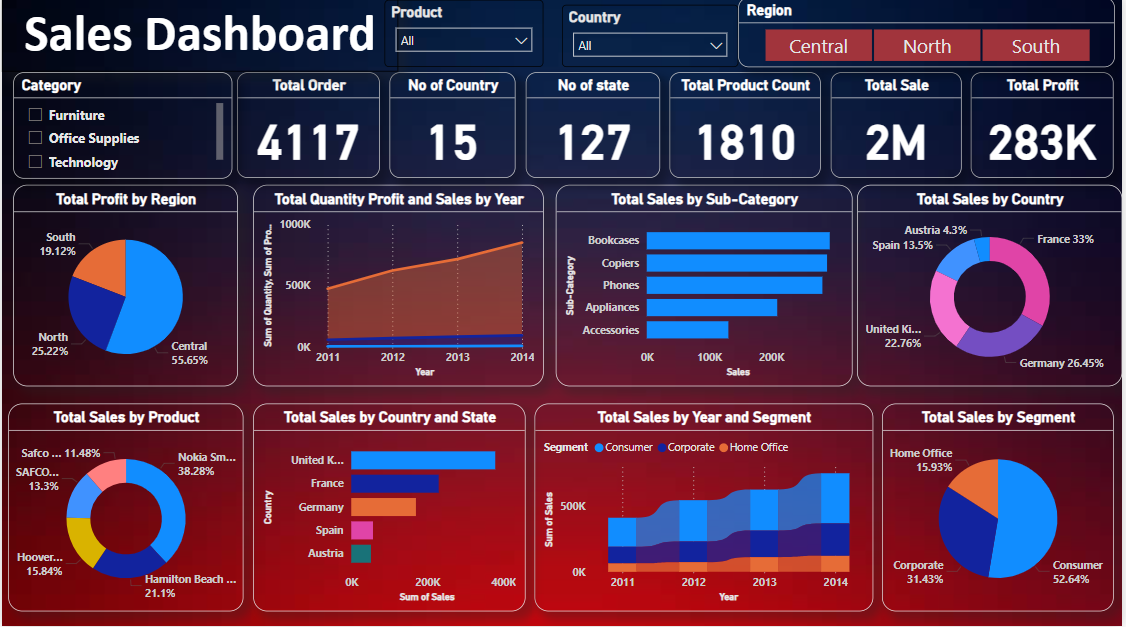 Sales Dashboard
Product
All
Country
All
Region
Central
North
South
Category
Furniture
Office Supplies
Technology
Total Order
4117
No of Country
15
No of state
127
Total Product Count
1810
Total Sale
2M
Total Profit
283K
Total Profit by Region
South
19.12%
North
25.22%
Central
55.65%
Total Quantity Profit and Sales by Year
Sum of Quantity, Sum of Pro...
1000K
500K
0K
2011
2012
2013
2014
Year
Total Sales by Sub-Category
Sub-Category
Bookcases
Copiers
Phones
Appliances
Accessories
0K
100K
200K
Sales
Total Sales by Country
Austria 4.3%
Spain 13.5%
France 33%
United Ki...
22.76%
Germany 26.45%
Total Sales by Product
Safco ... 11.48%
SAFCO...
13.3%
Nokia Sm...
38.28%
Hoover...
15.84%
Hamilton Beach ...
21.1%
Total Sales by Country and State
Country
United K...
France
Germany
Spain
Austria
0K
200K
400K
Sum of Sales
Total Sales by Year and Segment
Segment
Consumer
Corporate
Home Office
Sum of Sales
500K
0K
2011
2012
2013
2014
Year
Total Sales by Segment
Home Office
15.93%
Corporate
31.43%
Consumer
52.64%